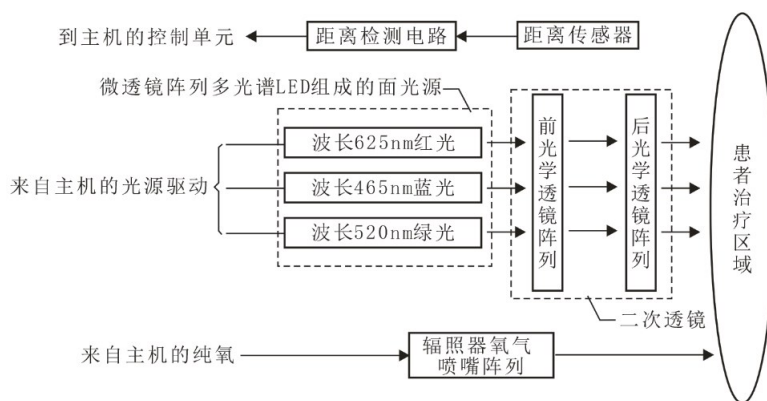 到主机的控制单元
距离检测电路
距离传感器
微透镜阵列多光谱LED组成的面光源
来自主机的光源驱动
波长625nm红光
波长465nm蓝光
波长520nm绿光
前光学透镜阵列
后光学透镜阵列
患者治疗区域
二次透镜
来自主机的纯氧
辐照器氧气
喷嘴阵列